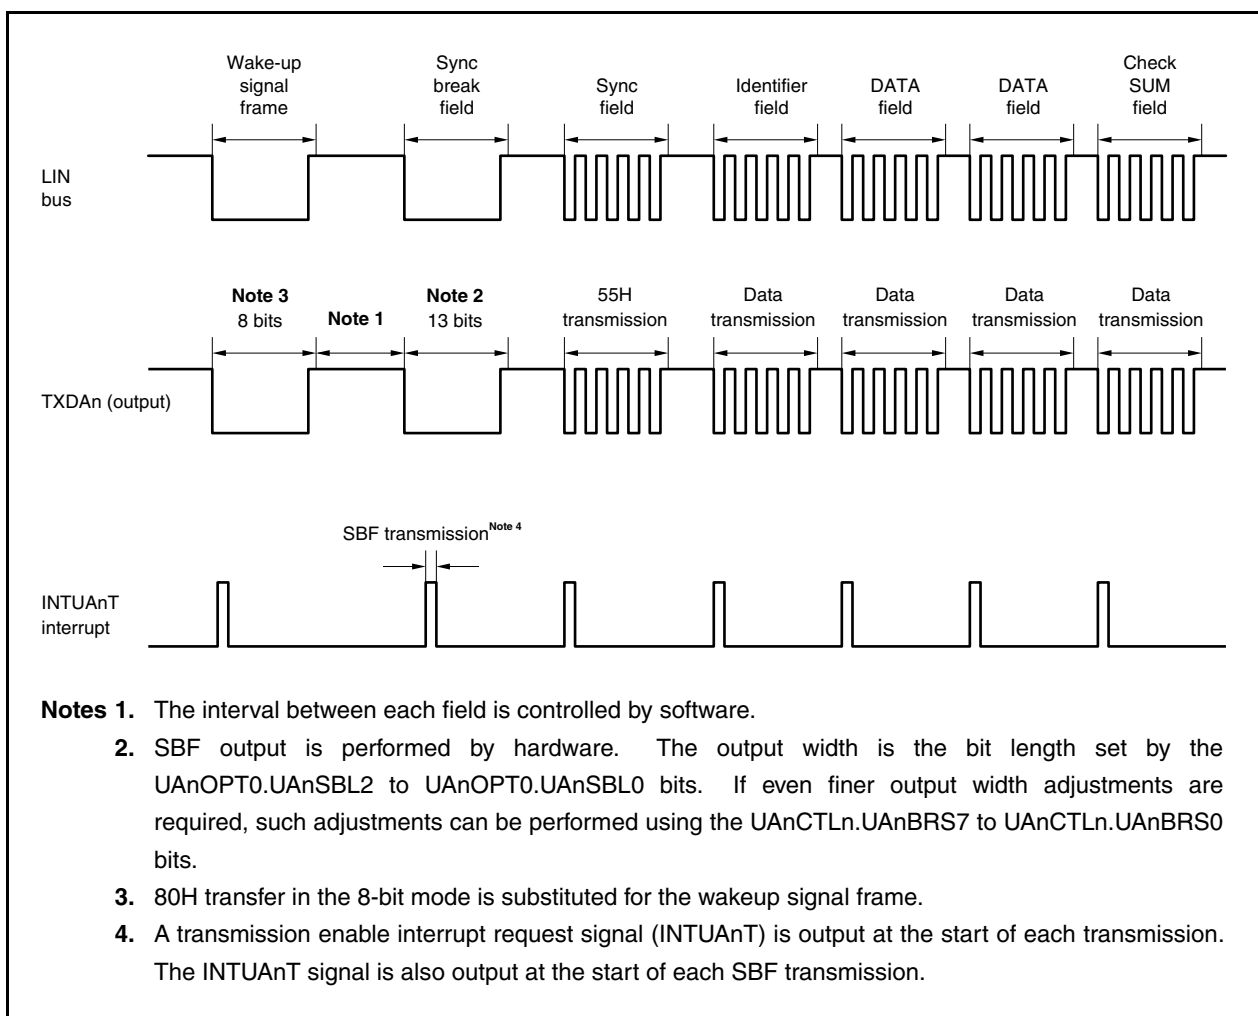 Wake-up
signal
frame
Sync
break
field
Sync
field
Identifier
field
DATA
field
DATA
field
Check
SUM
field
LIN
bus
Note 3
8 bits
Note 1
Note 2
13 bits
55H
transmission
Data
transmission
Data
transmission
Data
transmission
Data
transmission
TXDAn (output)
SBF transmission Note 4
INTUAnT
interrupt
Notes 1. The interval between each field is controlled by software.
2. SBF output is performed by hardware. The output width is the bit length set by the
UAnOPT0.UAnSBL2 to UAnOPT0.UAnSBL0 bits. If even finer output width adjustments are
required, such adjustments can be performed using the UAnCTLn.UAnBRS7 to UAnCTLn.UAnBRS0
bits.
3. 80H transfer in the 8-bit mode is substituted for the wakeup signal frame.
4. A transmission enable interrupt request signal (INTUAnT) is output at the start of each transmission.
The INTUAnT signal is also output at the start of each SBF transmission.